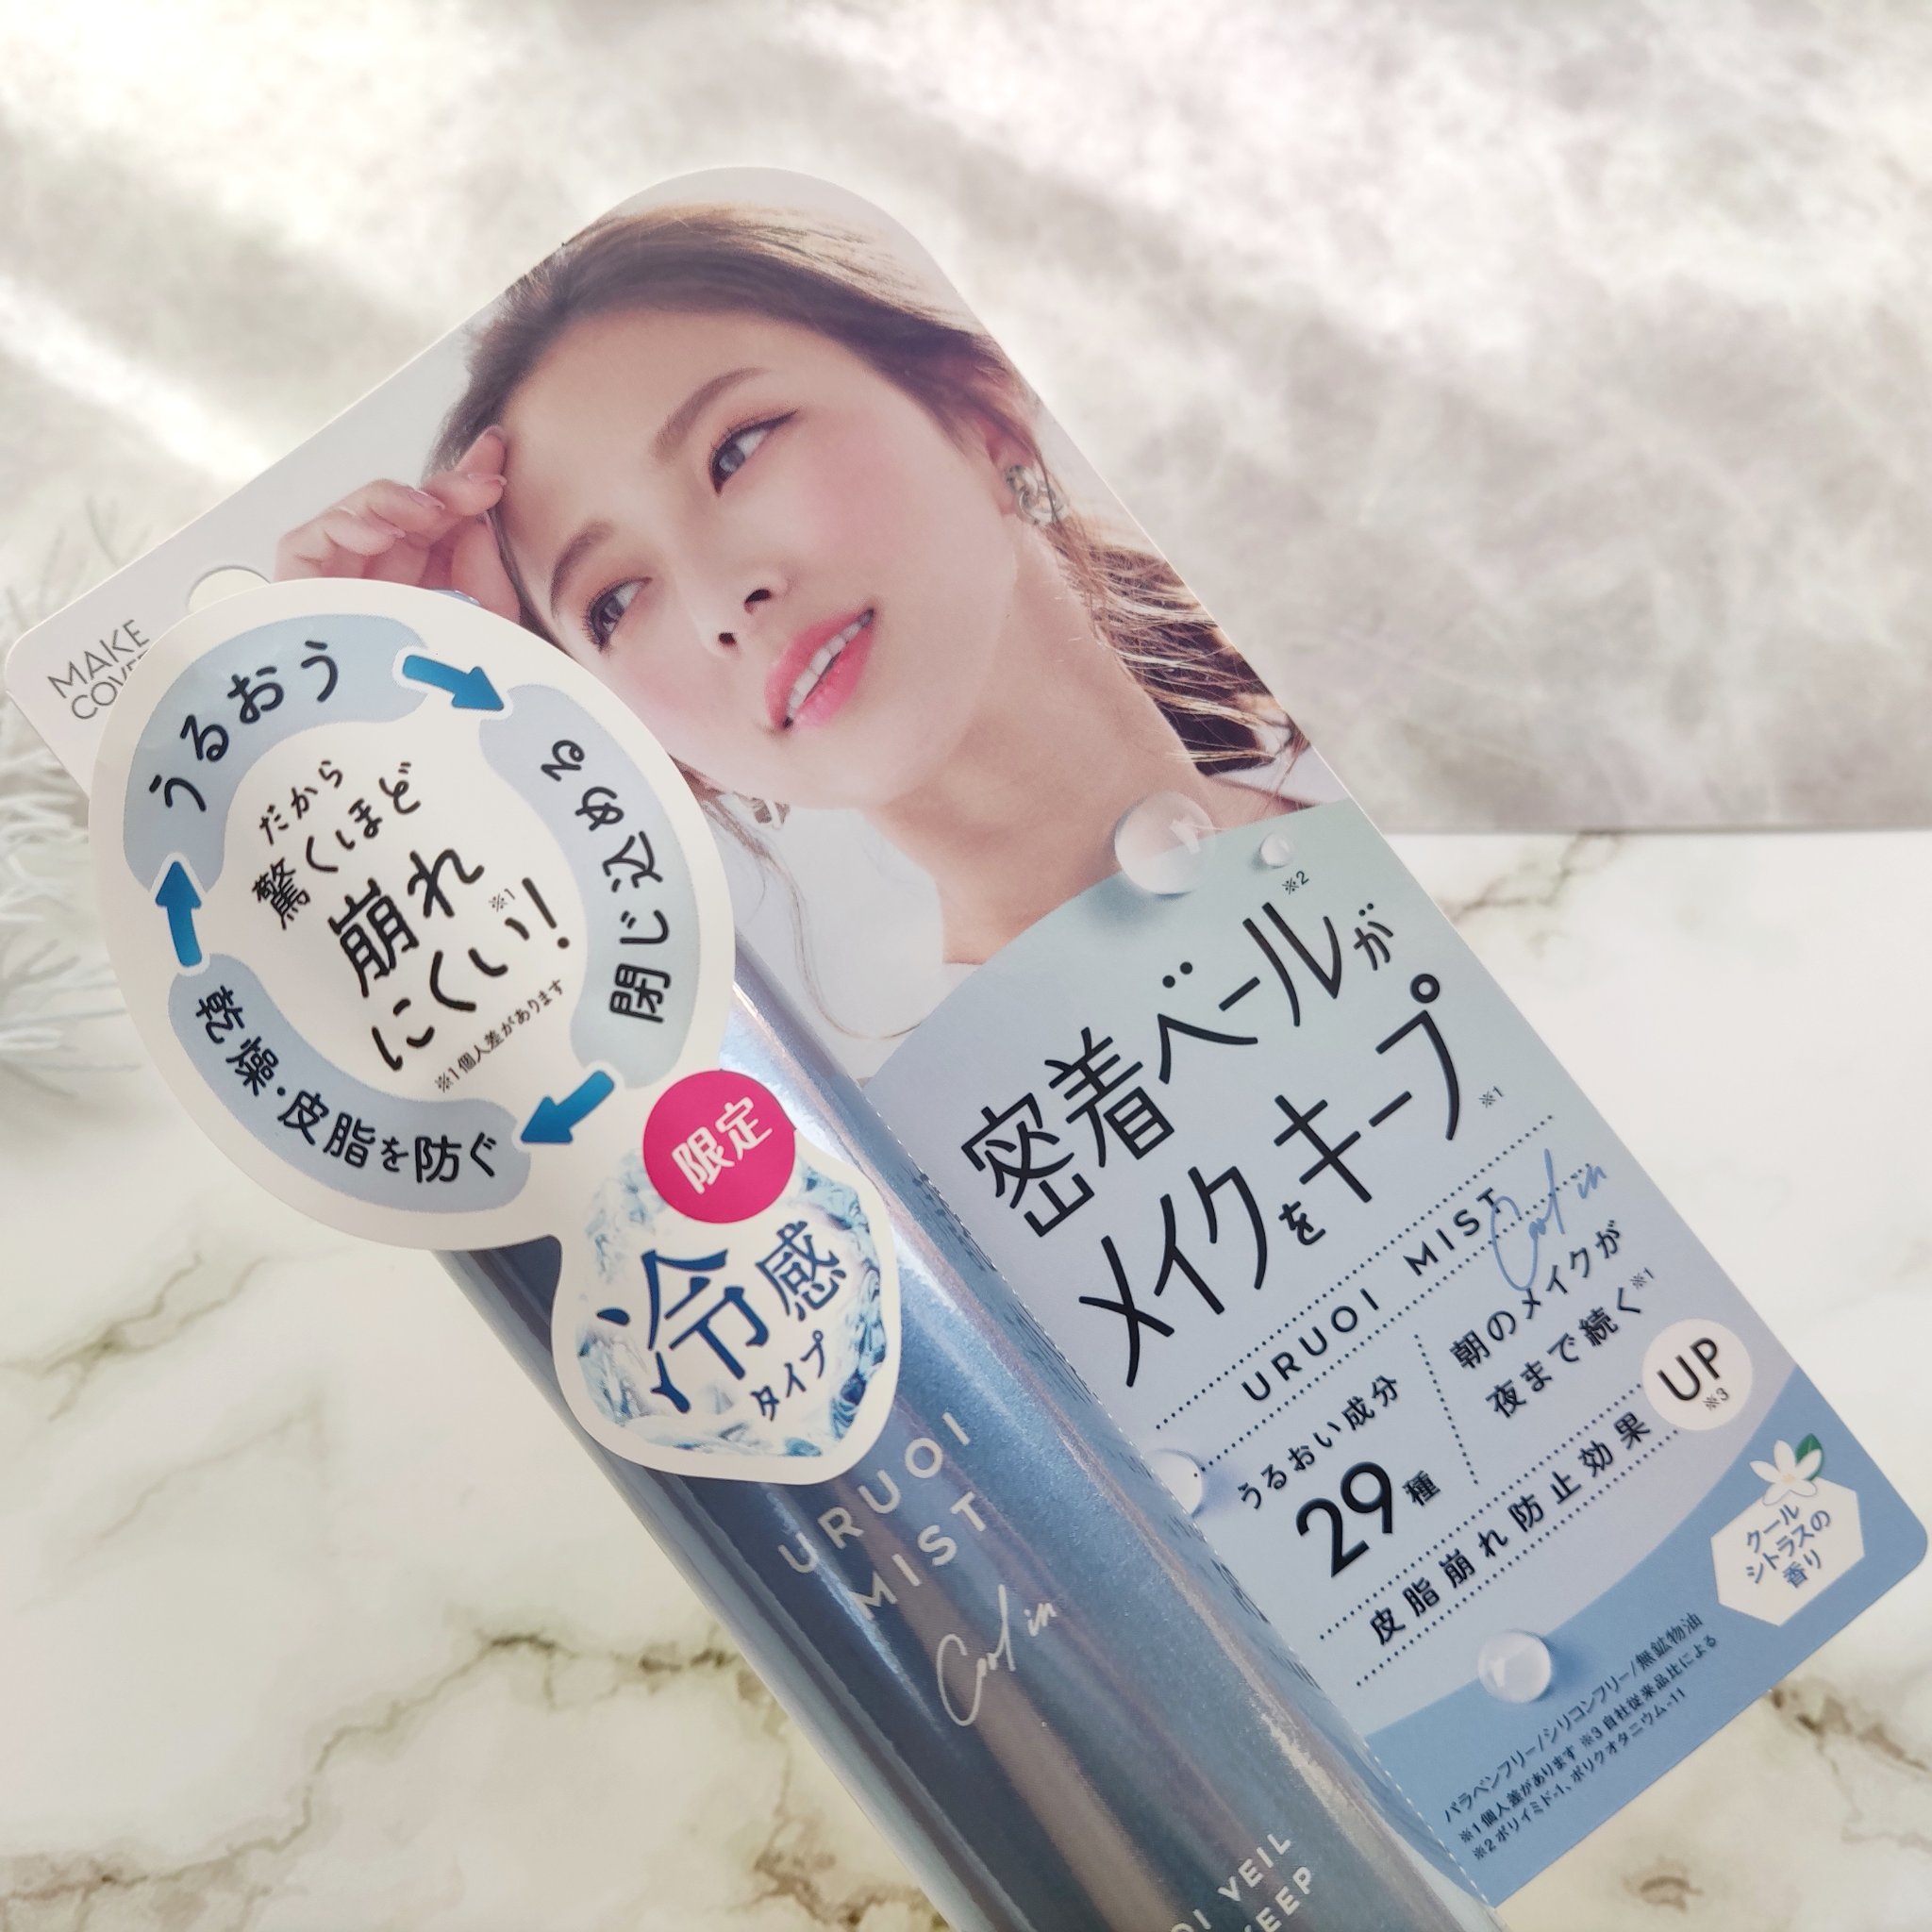 MAKE
うるおう
閉じ込める
乾燥・皮脂を防ぐ
だから
驚くほど
崩れ
にくい!※1
※1個人差があります
限定
冷感
タイプ
URUOI
MIST
Cool in
VEIL
密着ベールが※2
メイクをキープ※1
URUOI MIST Cool in
うるおい成分
29種
朝のメイクが
夜まで続く※1
皮脂崩れ防止効果
UP
※3
クール
シトラスの
香り
パラベンフリー/シリコンフリー/無鉱物油
※1個人差があります ※3自社従来品比による
※2ポリイミド-1、ポリクオタニウム-11